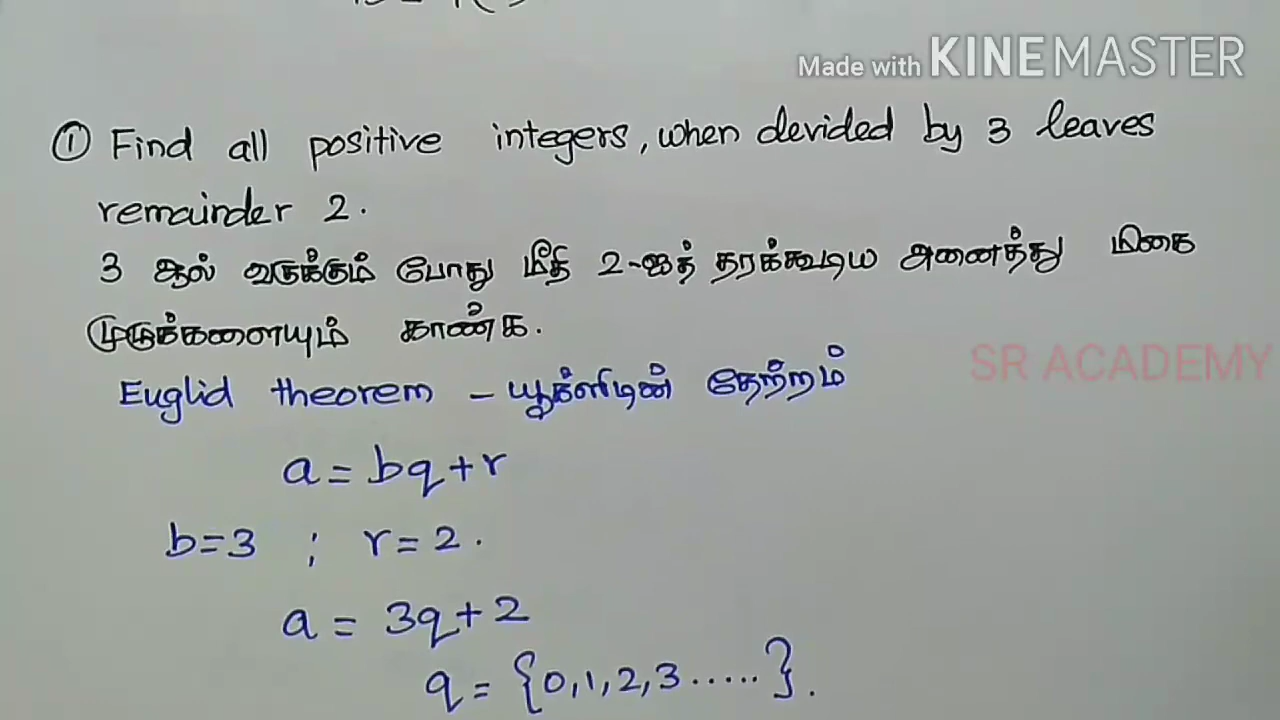 Made with KINEMASTER
① Find all positive integers, when devided by 3 leaves
remainder 2.
3 ஆல் வகுக்கும் போது மீதி 2-ஐத் தரக்கூடிய அனைத்து மிகை
முழுக்களையும் காண்க.
SR ACADEMY
Euglid theorem – யூக்ளிடின் தேற்றம்
a = bq + r
b = 3 ; r = 2.
a = 3q + 2
q = {0, 1, 2, 3 .....}.